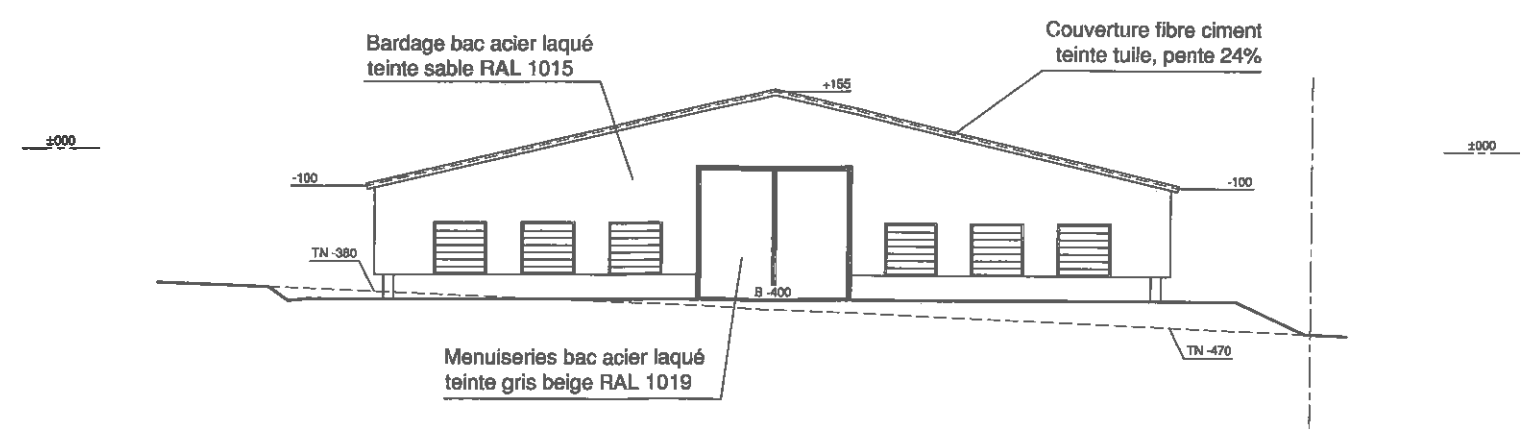 Bardage bac acier laqué
teinte sable RAL 1015
Couverture fibre ciment
teinte tuile, pente 24%
+155
±000
±000
-100
-100
TN -380
B -400
TN -470
Menuiseries bac acier laqué
teinte gris beige RAL 1019